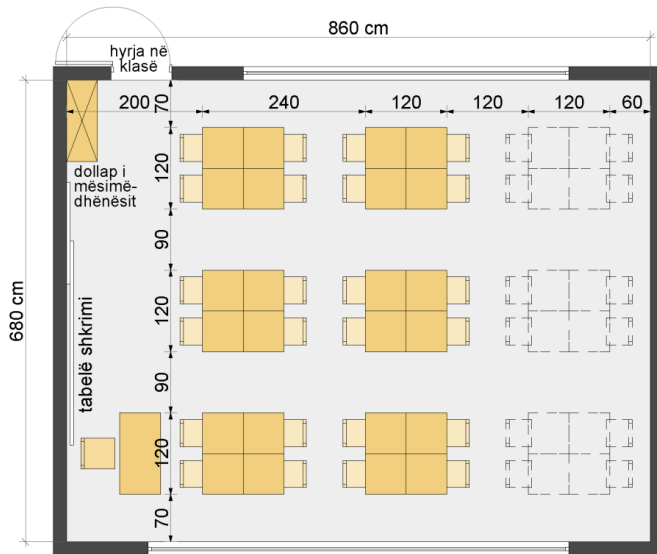 860 cm
hyrja në
klasë
200
240
120
120
120
60
70
120
90
120
90
120
70
680 cm
dollap i
mësimë-
dhënësit
tabelë shkrimi